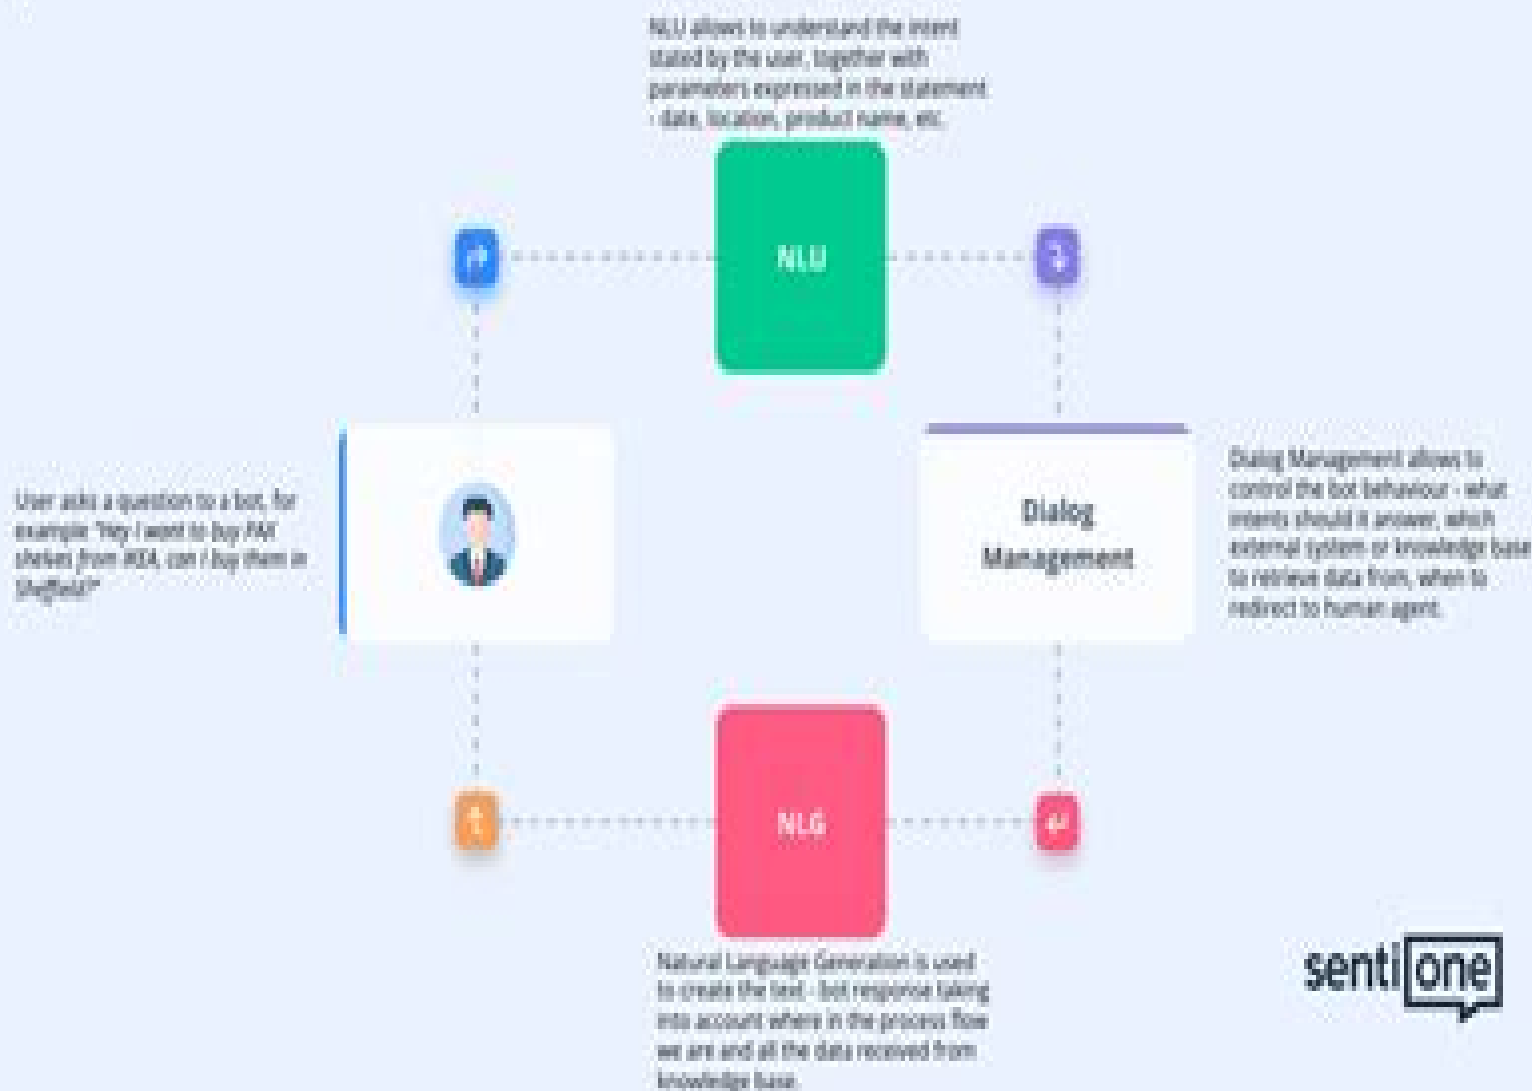 NLU allows to understand the intent
stated by the user, together with
parameters expressed in the statement
- date, location, product name, etc.
NLU
User asks a question to a bot, for
example "Hey I want to buy PAX
shelves from IKEA, can I buy them in
Sheffield?"
Dialog
Management
Dialog Management allows to
control the bot behaviour - what
intents should it answer, which
external system or knowledge base
to retrieve data from, when to
redirect to human agent.
NLG
Natural Language Generation is used
to create the text - bot response taking
into account where in the process flow
we are and all the data received from
knowledge base.
sentione